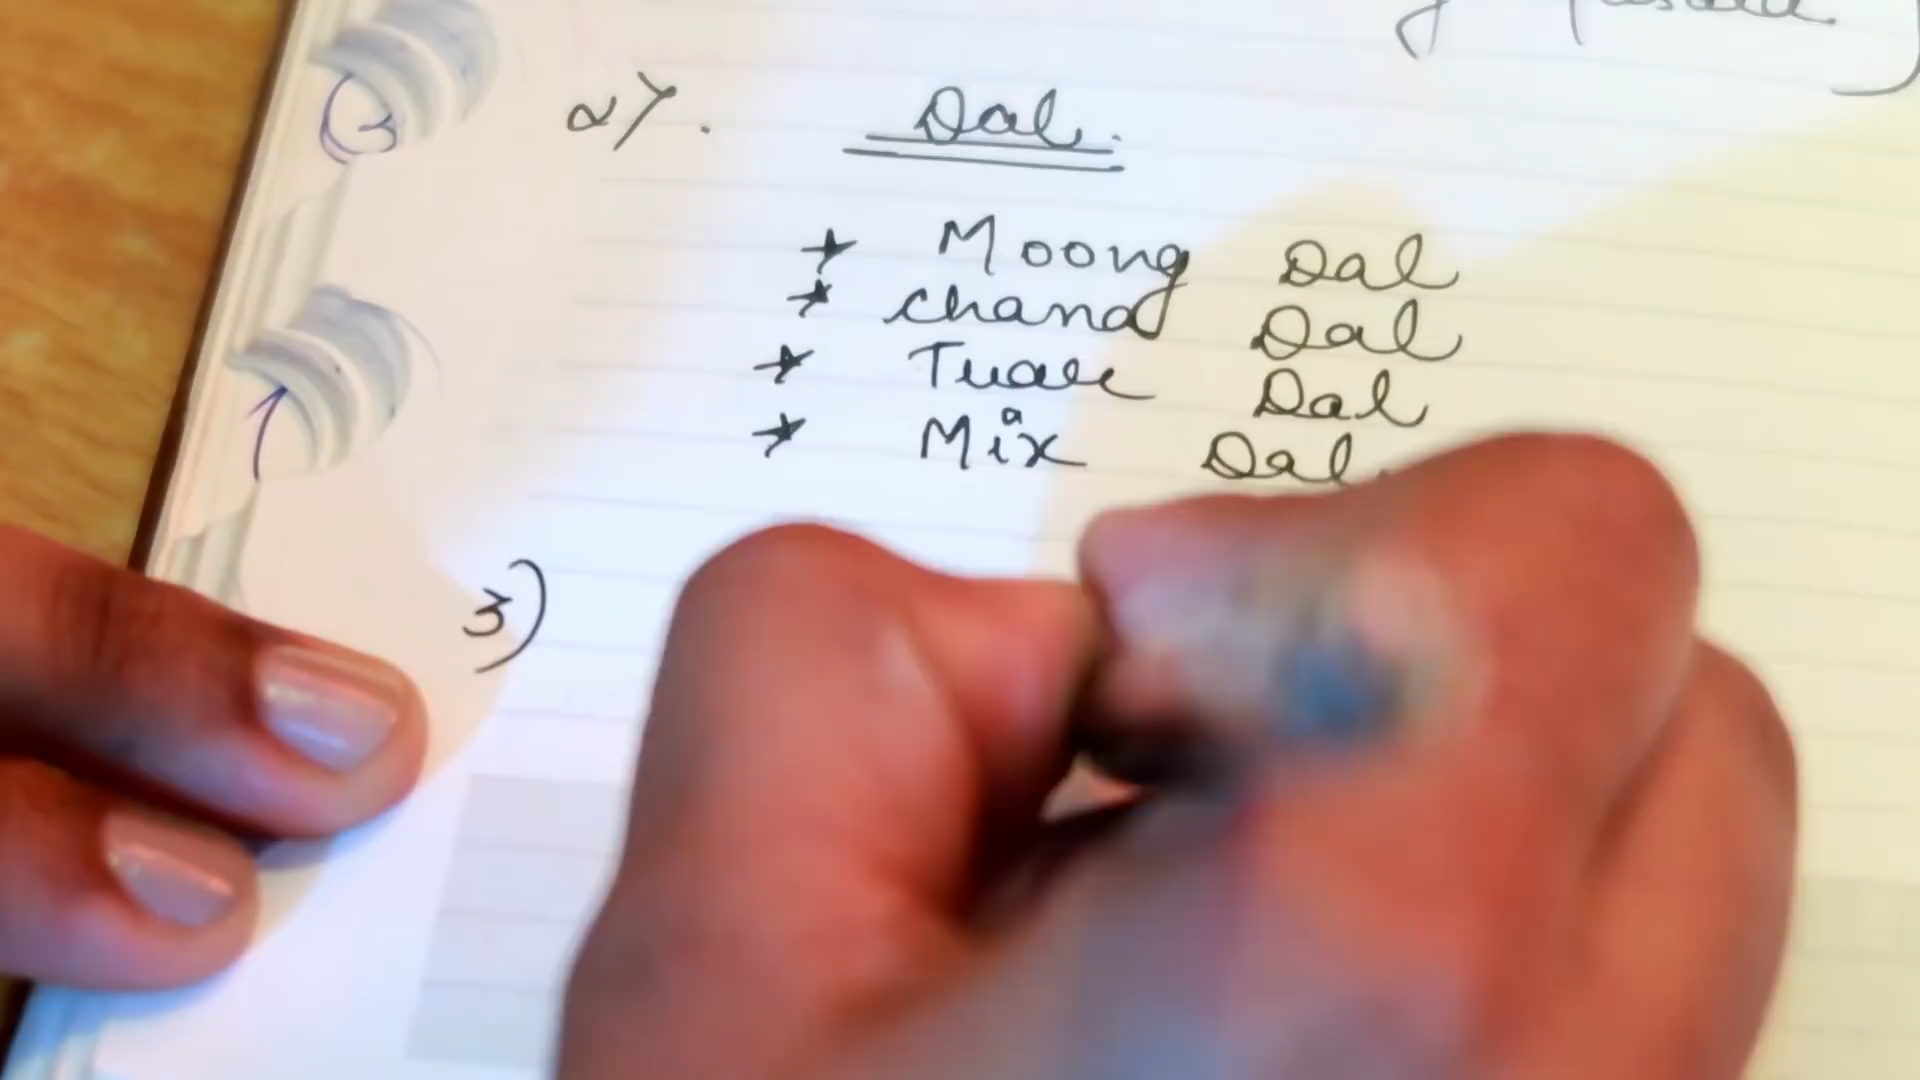 2). Dal.
* Moong Dal
* chana Dal
* Tuar Dal
* Mix Dal.
3)